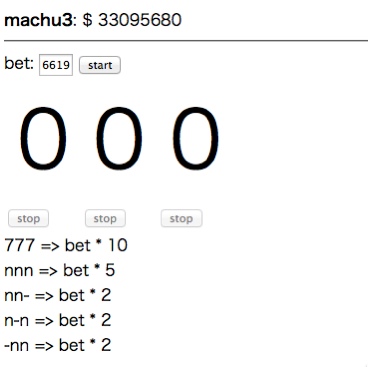 machu3: $ 33095680
bet: 6619 start
0 0 0
stop stop stop
777 => bet * 10
nnn => bet * 5
nn- => bet * 2
n-n => bet * 2
-nn => bet * 2